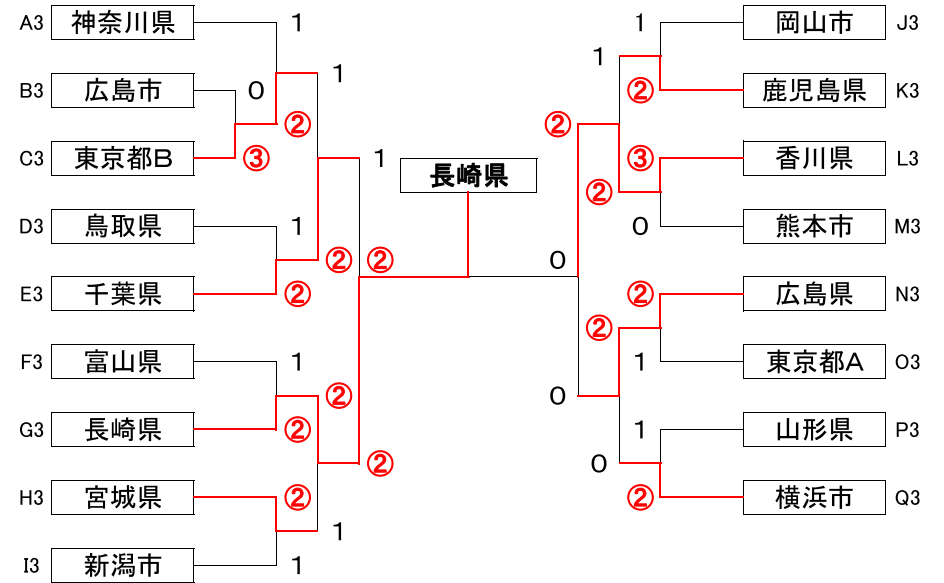 A3 神奈川県 1 1 岡山市 J3
1 1
B3 広島市 0 ② 鹿児島県 K3
② ②
C3 東京都B ③ 1 長崎県 ③ 香川県 L3
②
D3 鳥取県 1 0 熊本市 M3
② ② 0
E3 千葉県 ② ② 広島県 N3
②
F3 富山県 1 1 東京都A O3
② 0
G3 長崎県 ② 1 山形県 P3
② 0
H3 宮城県 ② ② 横浜市 Q3
1
I3 新潟市 1